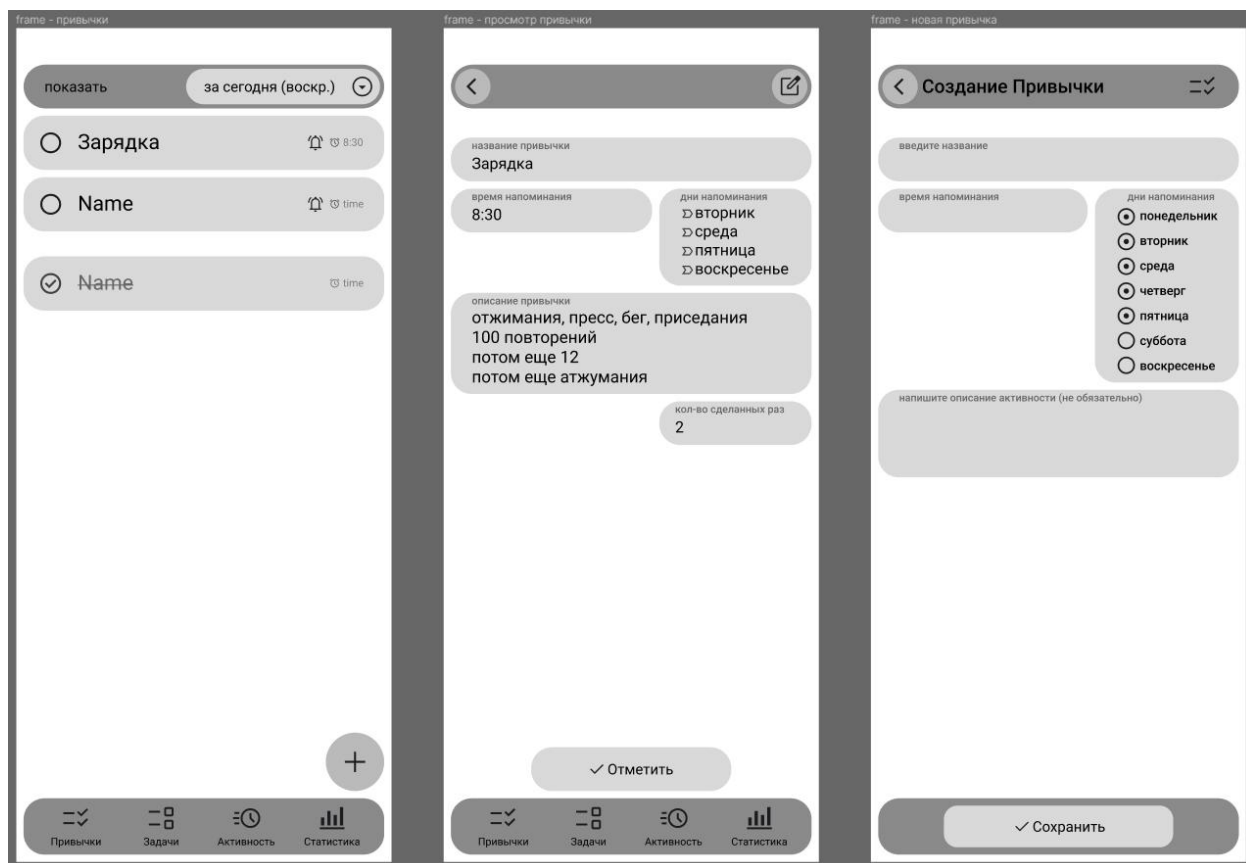 frame - привычки
показать
за сегодня (воскр.)
Зарядка
8:30
Name
time
Name
time
Привычки
Задачи
Активность
Статистика
frame - просмотр привычки
название привычки
Зарядка
время напоминания
8:30
дни напоминания
вторник
среда
пятница
воскресенье
описание привычки
отжимания, пресс, бег, приседания
100 повторений
потом еще 12
потом еще атжумания
кол-во сделанных раз
2
Отметить
Привычки
Задачи
Активность
Статистика
frame - новая привычка
Создание Привычки
введите название
время напоминания
дни напоминания
понедельник
вторник
среда
четверг
пятница
суббота
воскресенье
напишите описание активности (не обязательно)
Сохранить